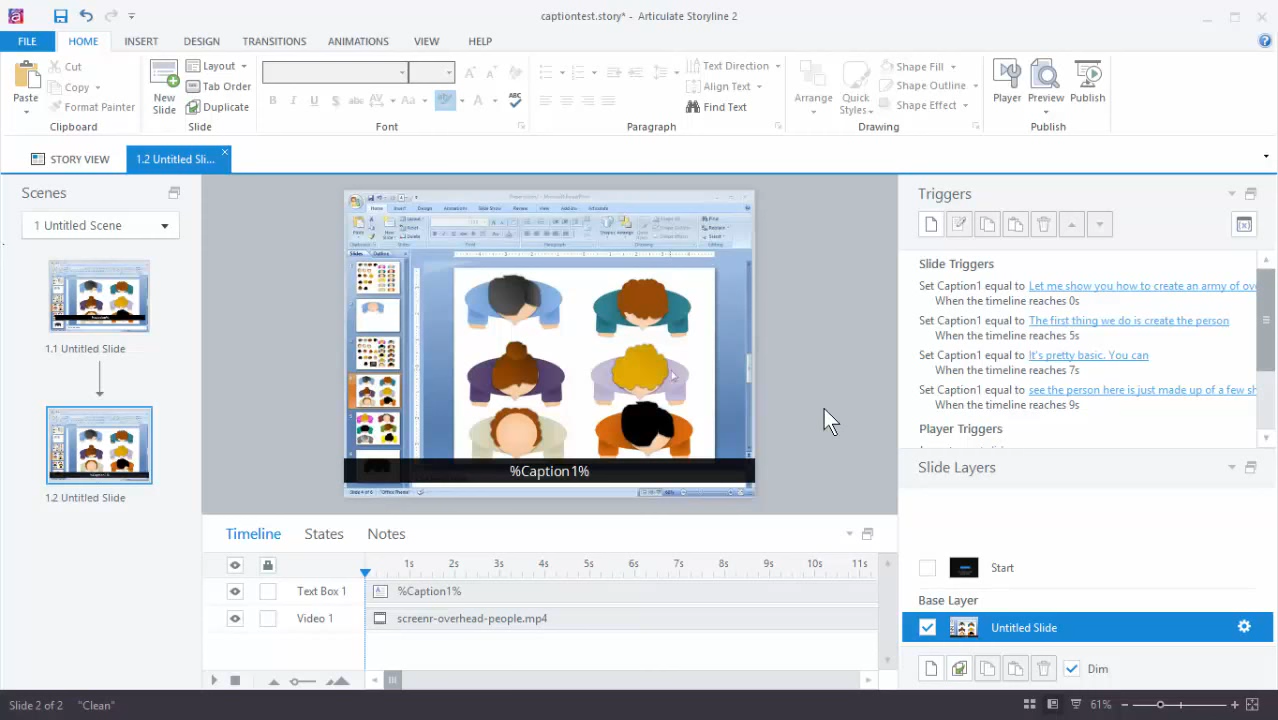 captiontest.story* - Articulate Storyline 2
FILE HOME INSERT DESIGN TRANSITIONS ANIMATIONS VIEW HELP
Paste
Cut
Copy
Format Painter
Clipboard
New Slide
Layout
Tab Order
Duplicate
Slide
B I U S abc AV Aa A
ABC
Font
Text Direction
Align Text
Find Text
Paragraph
Arrange
Quick Styles
Shape Fill
Shape Outline
Shape Effect
Drawing
Player
Preview
Publish
Publish
STORY VIEW
1.2 Untitled Sli...
Scenes
1 Untitled Scene
1.1 Untitled Slide
1.2 Untitled Slide
%Caption1%
Timeline States Notes
1s 2s 3s 4s 5s 6s 7s 8s 9s 10s 11s
Text Box 1 %Caption1%
Video 1 screenr-overhead-people.mp4
Triggers
Slide Triggers
Set Caption1 equal to Let me show you how to create an army of ov
When the timeline reaches 0s
Set Caption1 equal to The first thing we do is create the person
When the timeline reaches 5s
Set Caption1 equal to It's pretty basic. You can
When the timeline reaches 7s
Set Caption1 equal to see the person here is just made up of a few sh
When the timeline reaches 9s
Player Triggers
Slide Layers
Start
Base Layer
Untitled Slide
Dim
Slide 2 of 2 "Clean" 61%